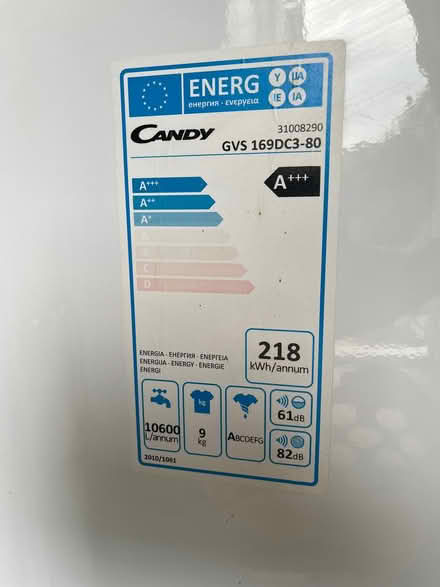 ENERG
енергия · ενεργεια
Y
IJA
IE
IA
CANDY
31008290
GVS 169DC3-80
A+++
A+++
A++
A+
A
B
C
D
ENERGIA · ЕНЕРГИЯ · ΕΝΕΡΓΕΙΑ
ENERGIJA · ENERGY · ENERGIE
ENERGI
218
kWh/annum
10600
L/annum
kg
9
kg
ABCDEFG
61dB
82dB
2010/1061